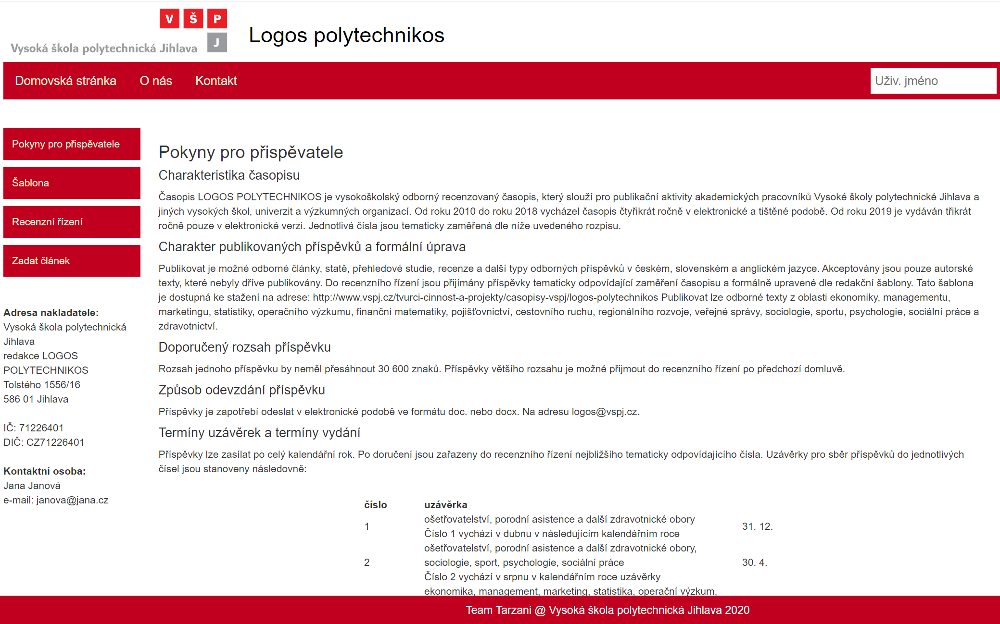 V Š P
J
Vysoká škola polytechnická Jihlava
Logos polytechnikos
Domovská stránka O nás Kontakt
Uživ. jméno
Pokyny pro přispěvatele
Šablona
Recenzní řízení
Zadat článek
Adresa nakladatele:
Vysoká škola polytechnická
Jihlava
redakce LOGOS
POLYTECHNIKOS
Tolstého 1556/16
586 01 Jihlava
IČ: 71226401
DIČ: CZ71226401
Kontaktní osoba:
Jana Janová
e-mail: janova@jana.cz
Pokyny pro přispěvatele
Charakteristika časopisu
Časopis LOGOS POLYTECHNIKOS je vysokoškolský odborný recenzovaný časopis, který slouží pro publikační aktivity akademických pracovníků Vysoké školy polytechnické Jihlava a
jiných vysokých škol, univerzit a výzkumných organizací. Od roku 2010 do roku 2018 vycházel časopis čtyřikrát ročně v elektronické a tištěné podobě. Od roku 2019 je vydáván třikrát
ročně pouze v elektronické verzi. Jednotlivá čísla jsou tematicky zaměřená dle níže uvedeného rozpisu.
Charakter publikovaných příspěvků a formální úprava
Publikovat je možné odborné články, statě, přehledové studie, recenze a další typy odborných příspěvků v českém, slovenském a anglickém jazyce. Akceptovány jsou pouze autorské
texty, které nebyly dříve publikovány. Do recenzního řízení jsou přijímány příspěvky tematicky odpovídající zaměření časopisu a formálně upravené dle redakční šablony. Tato šablona
je dostupná ke stažení na adrese: http://www.vspj.cz/tvurci-cinnost-a-projekty/casopisy-vspj/logos-polytechnikos Publikovat lze odborné texty z oblasti ekonomiky, managementu,
marketingu, statistiky, operačního výzkumu, finanční matematiky, pojišťovnictví, cestovního ruchu, regionálního rozvoje, veřejné správy, sociologie, sportu, psychologie, sociální práce a
zdravotnictví.
Doporučený rozsah příspěvku
Rozsah jednoho příspěvku by neměl přesáhnout 30 600 znaků. Příspěvky většího rozsahu je možné přijmout do recenzního řízení po předchozí domluvě.
Způsob odevzdání příspěvku
Příspěvky je zapotřebí odeslat v elektronické podobě ve formátu doc. nebo docx. Na adresu logos@vspj.cz.
Termíny uzávěrek a termíny vydání
Příspěvky lze zasílat po celý kalendářní rok. Po doručení jsou zařazeny do recenzního řízení nejbližšího tematicky odpovídajícího čísla. Uzávěrky pro sběr příspěvků do jednotlivých
čísel jsou stanoveny následovně:
číslo uzávěrka
ošetřovatelství, porodní asistence a další zdravotnické obory
1 31. 12.
Číslo 1 vychází v dubnu v následujícím kalendářním roce
ošetřovatelství, porodní asistence a další zdravotnické obory,
2 sociologie, sport, psychologie, sociální práce 30. 4.
Číslo 2 vychází v srpnu v kalendářním roce uzávěrky
ekonomika, management, marketing, statistika, operační výzkum,
Team Tarzani @ Vysoká škola polytechnická Jihlava 2020